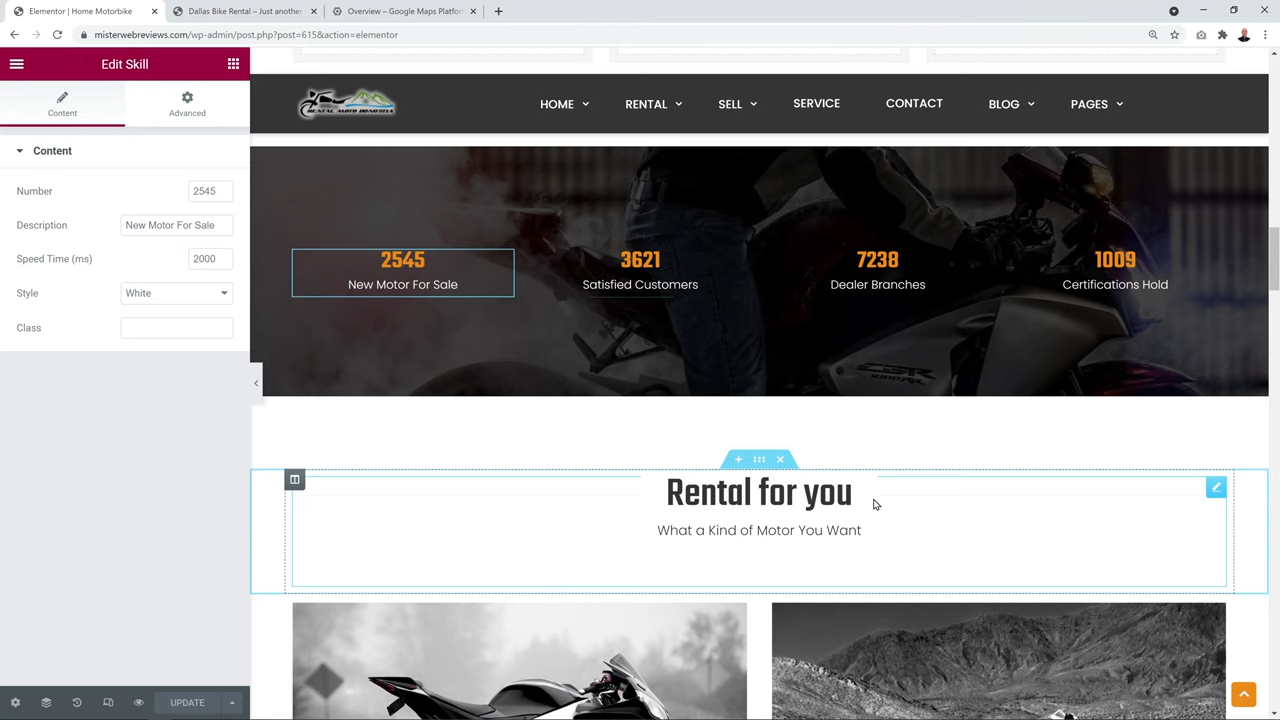 Elementor | Home Motorbike
Dallas Bike Rental – Just another
Overview – Google Maps Platfor
misterwebreviews.com/wp-admin/post.php?post=615&action=elementor
Edit Skill
Content
Advanced
Content
Number
2545
Description
New Motor For Sale
Speed Time (ms)
2000
Style
White
Class
UPDATE
HOME
RENTAL
SELL
SERVICE
CONTACT
BLOG
PAGES
2545
New Motor For Sale
3621
Satisfied Customers
7238
Dealer Branches
1009
Certifications Hold
Rental for you
What a Kind of Motor You Want